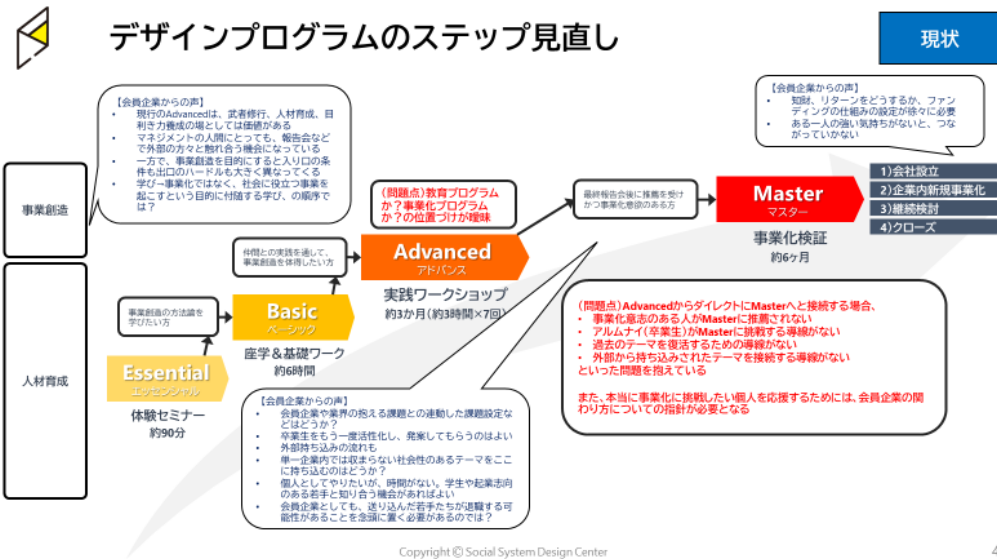 デザインプログラムのステップ見直し
現状
【会員企業からの声】
• 現行のAdvancedは、武者修行、人材育成、目
利き力養成の場としては価値がある
• マネジメントの人間にとっても、報告会など
で外部の方々と触れ合う機会になっている
• 一方で、事業創造を目的にすると入り口の条
件も出口のハードルも大きく異なってくる
• 学び→事業化ではなく、社会に役立つ事業を
起こすという目的に付随する学び、の順序で
は？
【会員企業からの声】
• 知財、リターンをどうするか、ファン
ディングの仕組みの設定が徐々に必要
• ある一人の強い気持ちがないと、つな
がっていかない
事業創造
（問題点）教育プログラム
か？事業化プログラム
か？の位置づけが曖昧
最終報告会後に推薦を受け
かつ事業化意欲のある方
Master
マスター
事業化検証
約6ヶ月
1）会社設立
2）企業内新規事業化
3）継続検討
4）クローズ
仲間との実践を通して、
事業創造を体得したい方
Advanced
アドバンス
実践ワークショップ
約3か月（約3時間×7回）
人材育成
事業創造の方法論を
学びたい方
Basic
ベーシック
座学＆基礎ワーク
約6時間
Essential
エッセンシャル
体験セミナー
約90分
（問題点）AdvancedからダイレクトにMasterへと接続する場合、
• 事業化意志のある人がMasterに推薦されない
• アルムナイ（卒業生）がMasterに挑戦する導線がない
• 過去のテーマを復活するための導線がない
• 外部から持ち込みされたテーマを接続する導線がない
といった問題を抱えている
また、本当に事業化に挑戦したい個人を応援するためには、会員企業の関
わり方についての指針が必要となる
【会員企業からの声】
• 会員企業や業界の抱える課題との連動した課題設定な
どはどうか？
• 卒業生をもう一度活性化し、発案してもらうのはよい
• 外部持ち込みの流れも
• 単一企業内では収まらない社会性のあるテーマをここ
に持ち込むのはどうか？
• 個人としてやりたいが、時間がない。学生や起業志向
のある若手と知り合う機会があればよい
• 会員企業としても、送り込んだ若手たちが退職する可
能性があることを念頭に置く必要があるのでは？
Copyright © Social System Design Center
4